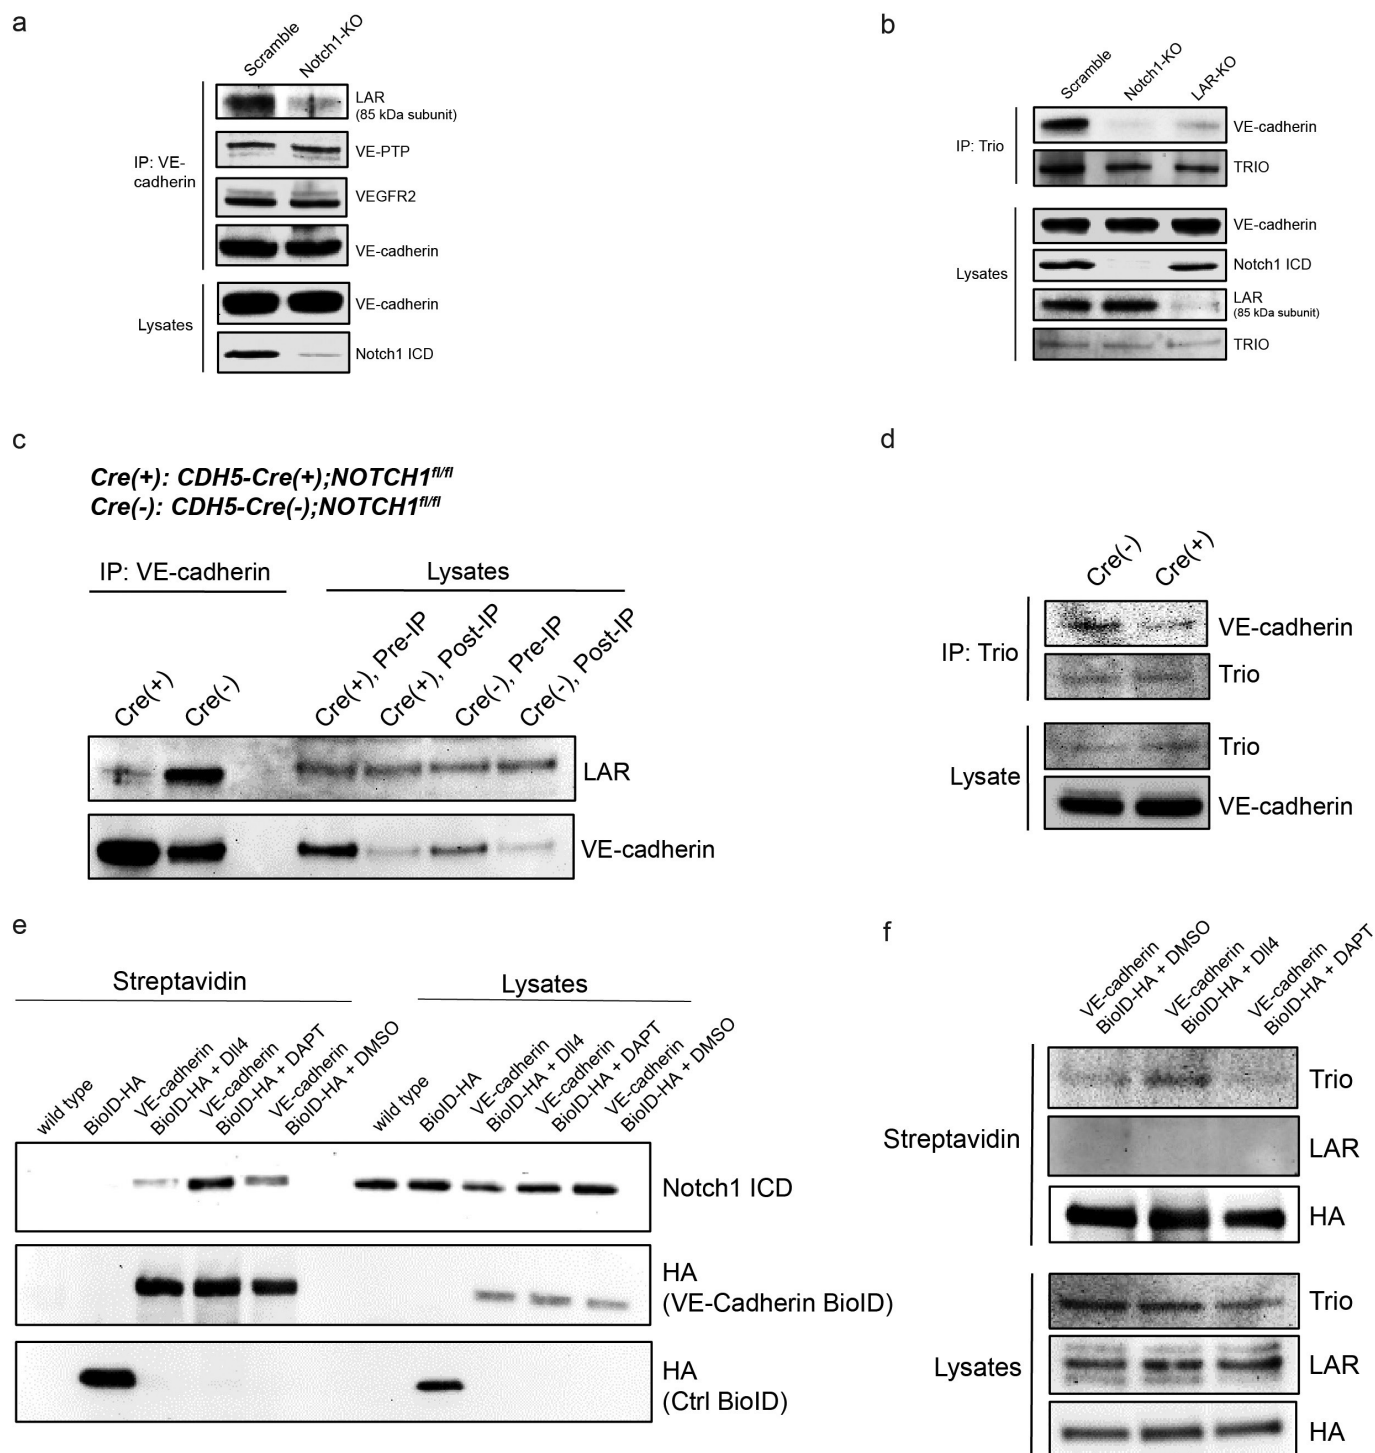 a
Scramble
Notch1-KO
IP: VE-
cadherin
LAR
(85 kDa subunit)
VE-PTP
VEGFR2
VE-cadherin
Lysates
VE-cadherin
Notch1 ICD
b
Scramble
Notch1-KO
LAR-KO
IP: Trio
VE-cadherin
TRIO
Lysates
VE-cadherin
Notch1 ICD
LAR
(85 kDa subunit)
TRIO
c
Cre(+): CDH5-Cre(+);NOTCH1fl/fl
Cre(-): CDH5-Cre(-);NOTCH1fl/fl
IP: VE-cadherin
Lysates
Cre(+)
Cre(-)
Cre(+), Pre-IP
Cre(+), Post-IP
Cre(-), Pre-IP
Cre(-), Post-IP
LAR
VE-cadherin
d
Cre(-)
Cre(+)
IP: Trio
VE-cadherin
Trio
Lysate
Trio
VE-cadherin
e
Streptavidin
Lysates
wild type
BioID-HA
VE-cadherin
BioID-HA + Dll4
VE-cadherin
BioID-HA + DAPT
VE-cadherin
BioID-HA + DMSO
wild type
BioID-HA
VE-cadherin
BioID-HA + Dll4
VE-cadherin
BioID-HA + DAPT
VE-cadherin
BioID-HA + DMSO
Notch1 ICD
HA
(VE-Cadherin BioID)
HA
(Ctrl BioID)
f
VE-cadherin
BioID-HA + DMSO
VE-cadherin
BioID-HA + Dll4
VE-cadherin
BioID-HA + DAPT
Streptavidin
Trio
LAR
HA
Lysates
Trio
LAR
HA